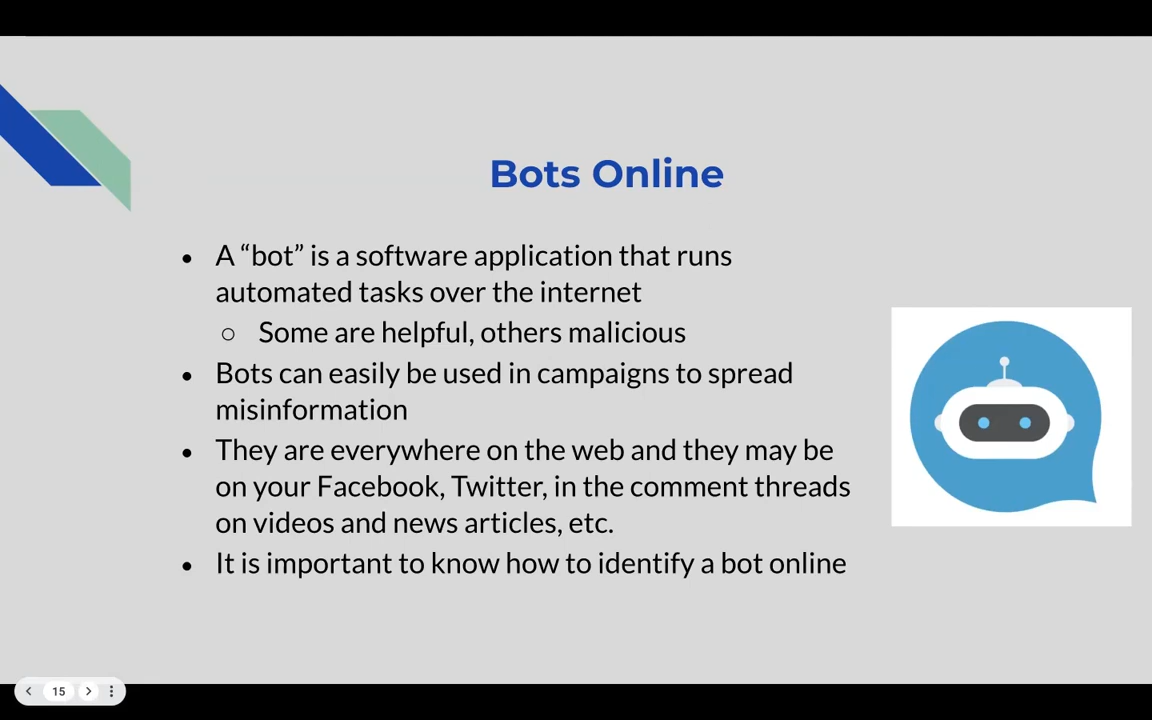 Bots Online
• A “bot” is a software application that runs
automated tasks over the internet
○ Some are helpful, others malicious
• Bots can easily be used in campaigns to spread
misinformation
• They are everywhere on the web and they may be
on your Facebook, Twitter, in the comment threads
on videos and news articles, etc.
• It is important to know how to identify a bot online
15